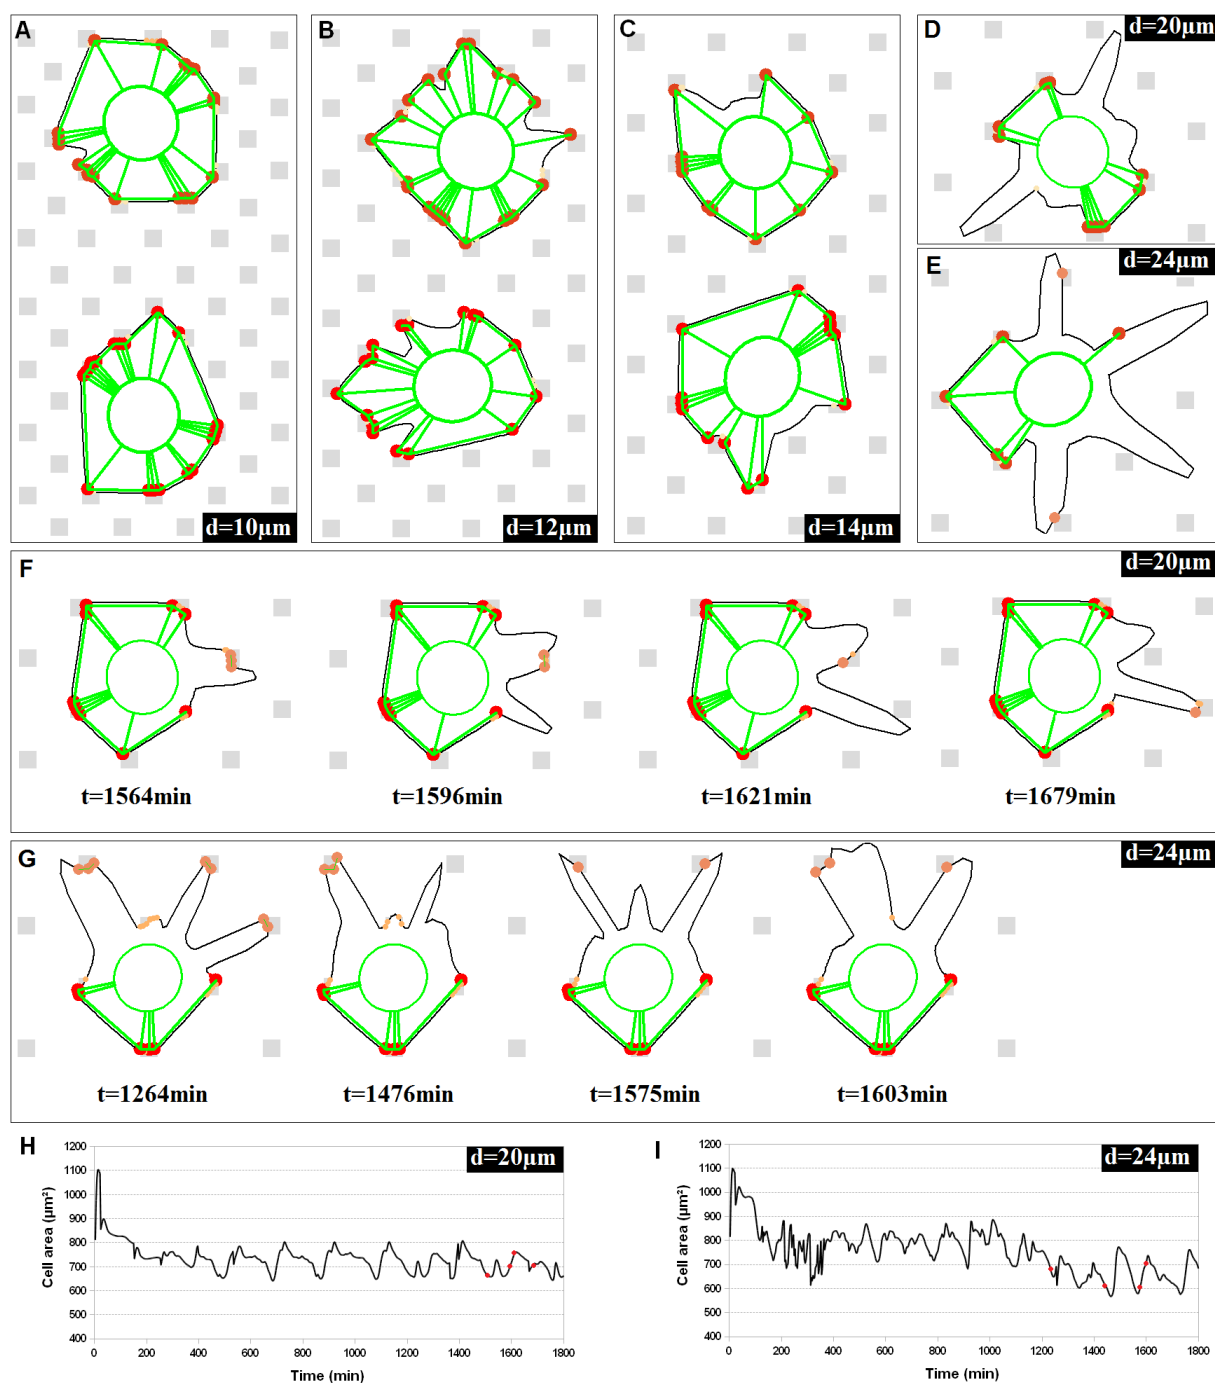 A
B
C
D
d=20µm
E
d=24µm
d=10µm
d=12µm
d=14µm
F
d=20µm
t=1564min
t=1596min
t=1621min
t=1679min
G
d=24µm
t=1264min
t=1476min
t=1575min
t=1603min
H
d=20µm
Cell area (µm²)
1200
1100
1000
900
800
700
600
500
400
0 200 400 600 800 1000 1200 1400 1600 1800
Time (min)
I
d=24µm
Cell area (µm²)
1200
1100
1000
900
800
700
600
500
400
0 200 400 600 800 1000 1200 1400 1600 1800
Time (min)